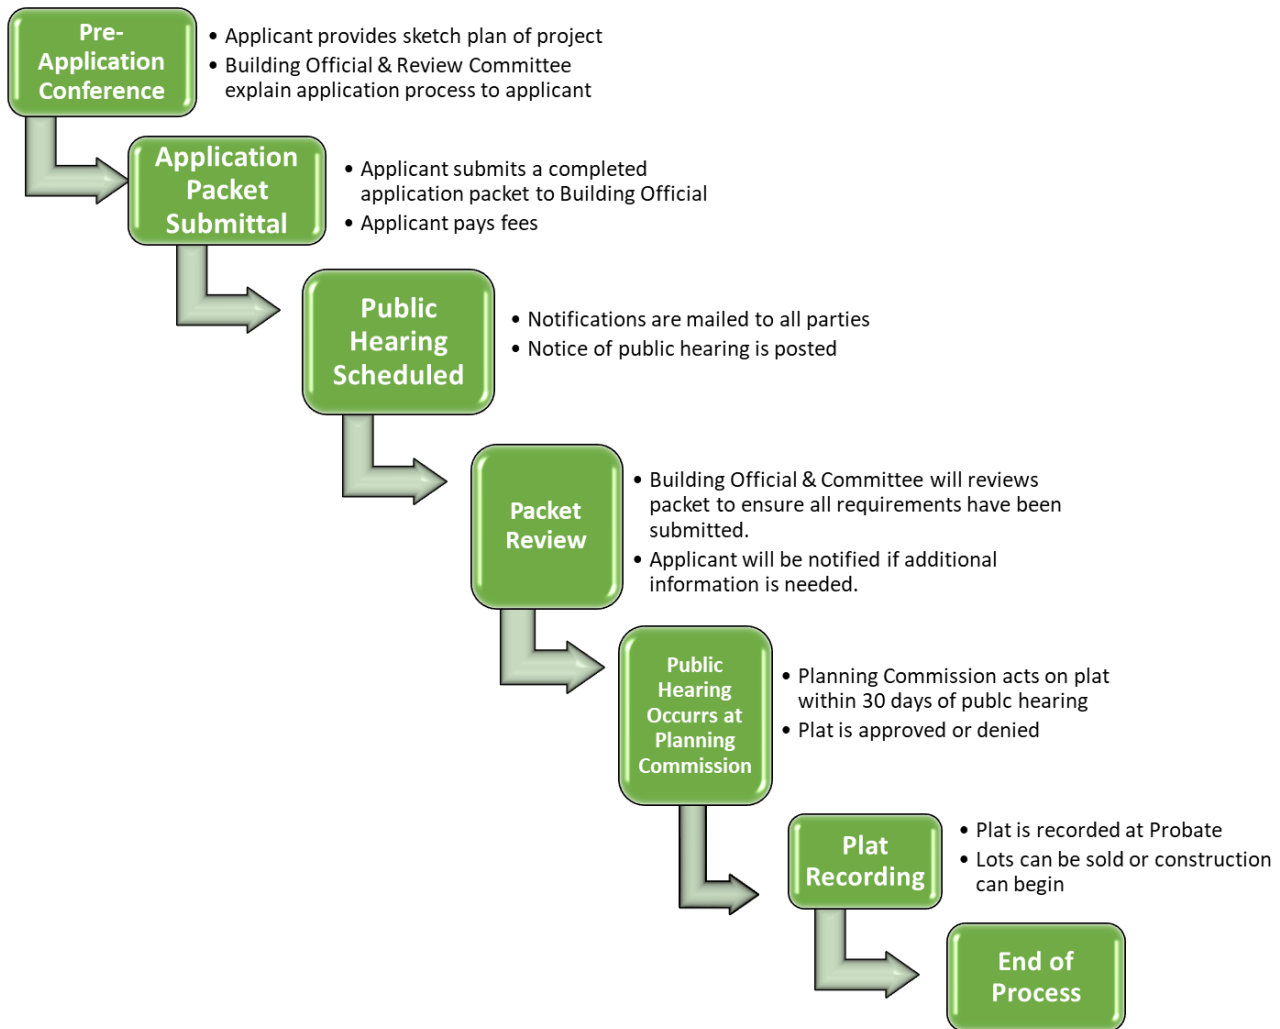 Pre-
Application
Conference
• Applicant provides sketch plan of project
• Building Official & Review Committee
explain application process to applicant
Application
Packet
Submittal
• Applicant submits a completed
application packet to Building Official
• Applicant pays fees
Public
Hearing
Scheduled
• Notifications are mailed to all parties
• Notice of public hearing is posted
Packet
Review
• Building Official & Committee will reviews
packet to ensure all requirements have been
submitted.
• Applicant will be notified if additional
information is needed.
Public
Hearing
Occurrs at
Planning
Commission
• Planning Commission acts on plat
within 30 days of publc hearing
• Plat is approved or denied
Plat
Recording
• Plat is recorded at Probate
• Lots can be sold or construction
can begin
End of
Process